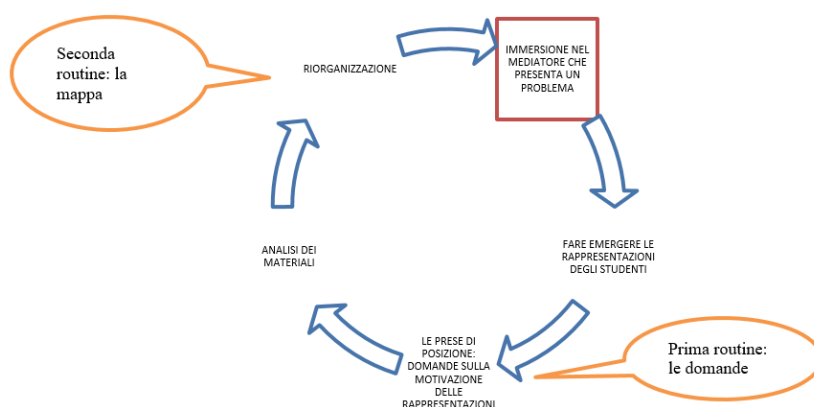 Seconda
routine: la
mappa
RIORGANIZZAZIONE
IMMERSIONE NEL
MEDIATORE CHE
PRESENTA UN
PROBLEMA
FARE EMERGERE LE
RAPPRESENTAZIONI
DEGLI STUDENTI
LE PRESE DI
POSIZIONE:
DOMANDE SULLA
MOTIVAZIONE
DELLE
RAPPRESENTAZIONI
Prima routine:
le domande
ANALISI DEI
MATERIALI